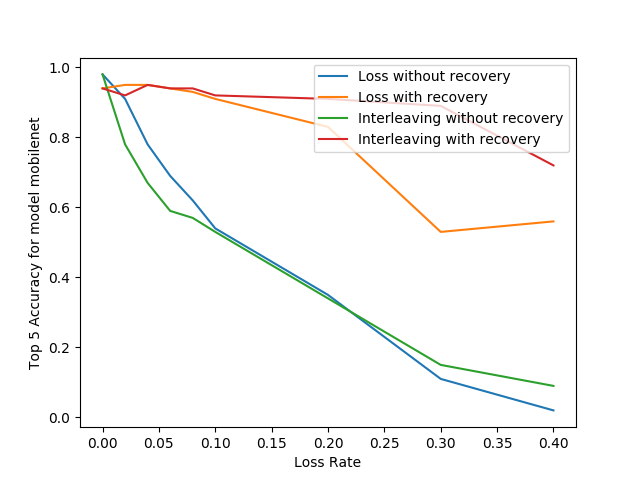 1.0
0.8
0.6
0.4
0.2
0.0
Top 5 Accuracy for model mobilenet
Loss without recovery
Loss with recovery
Interleaving without recovery
Interleaving with recovery
0.00 0.05 0.10 0.15 0.20 0.25 0.30 0.35 0.40
Loss Rate